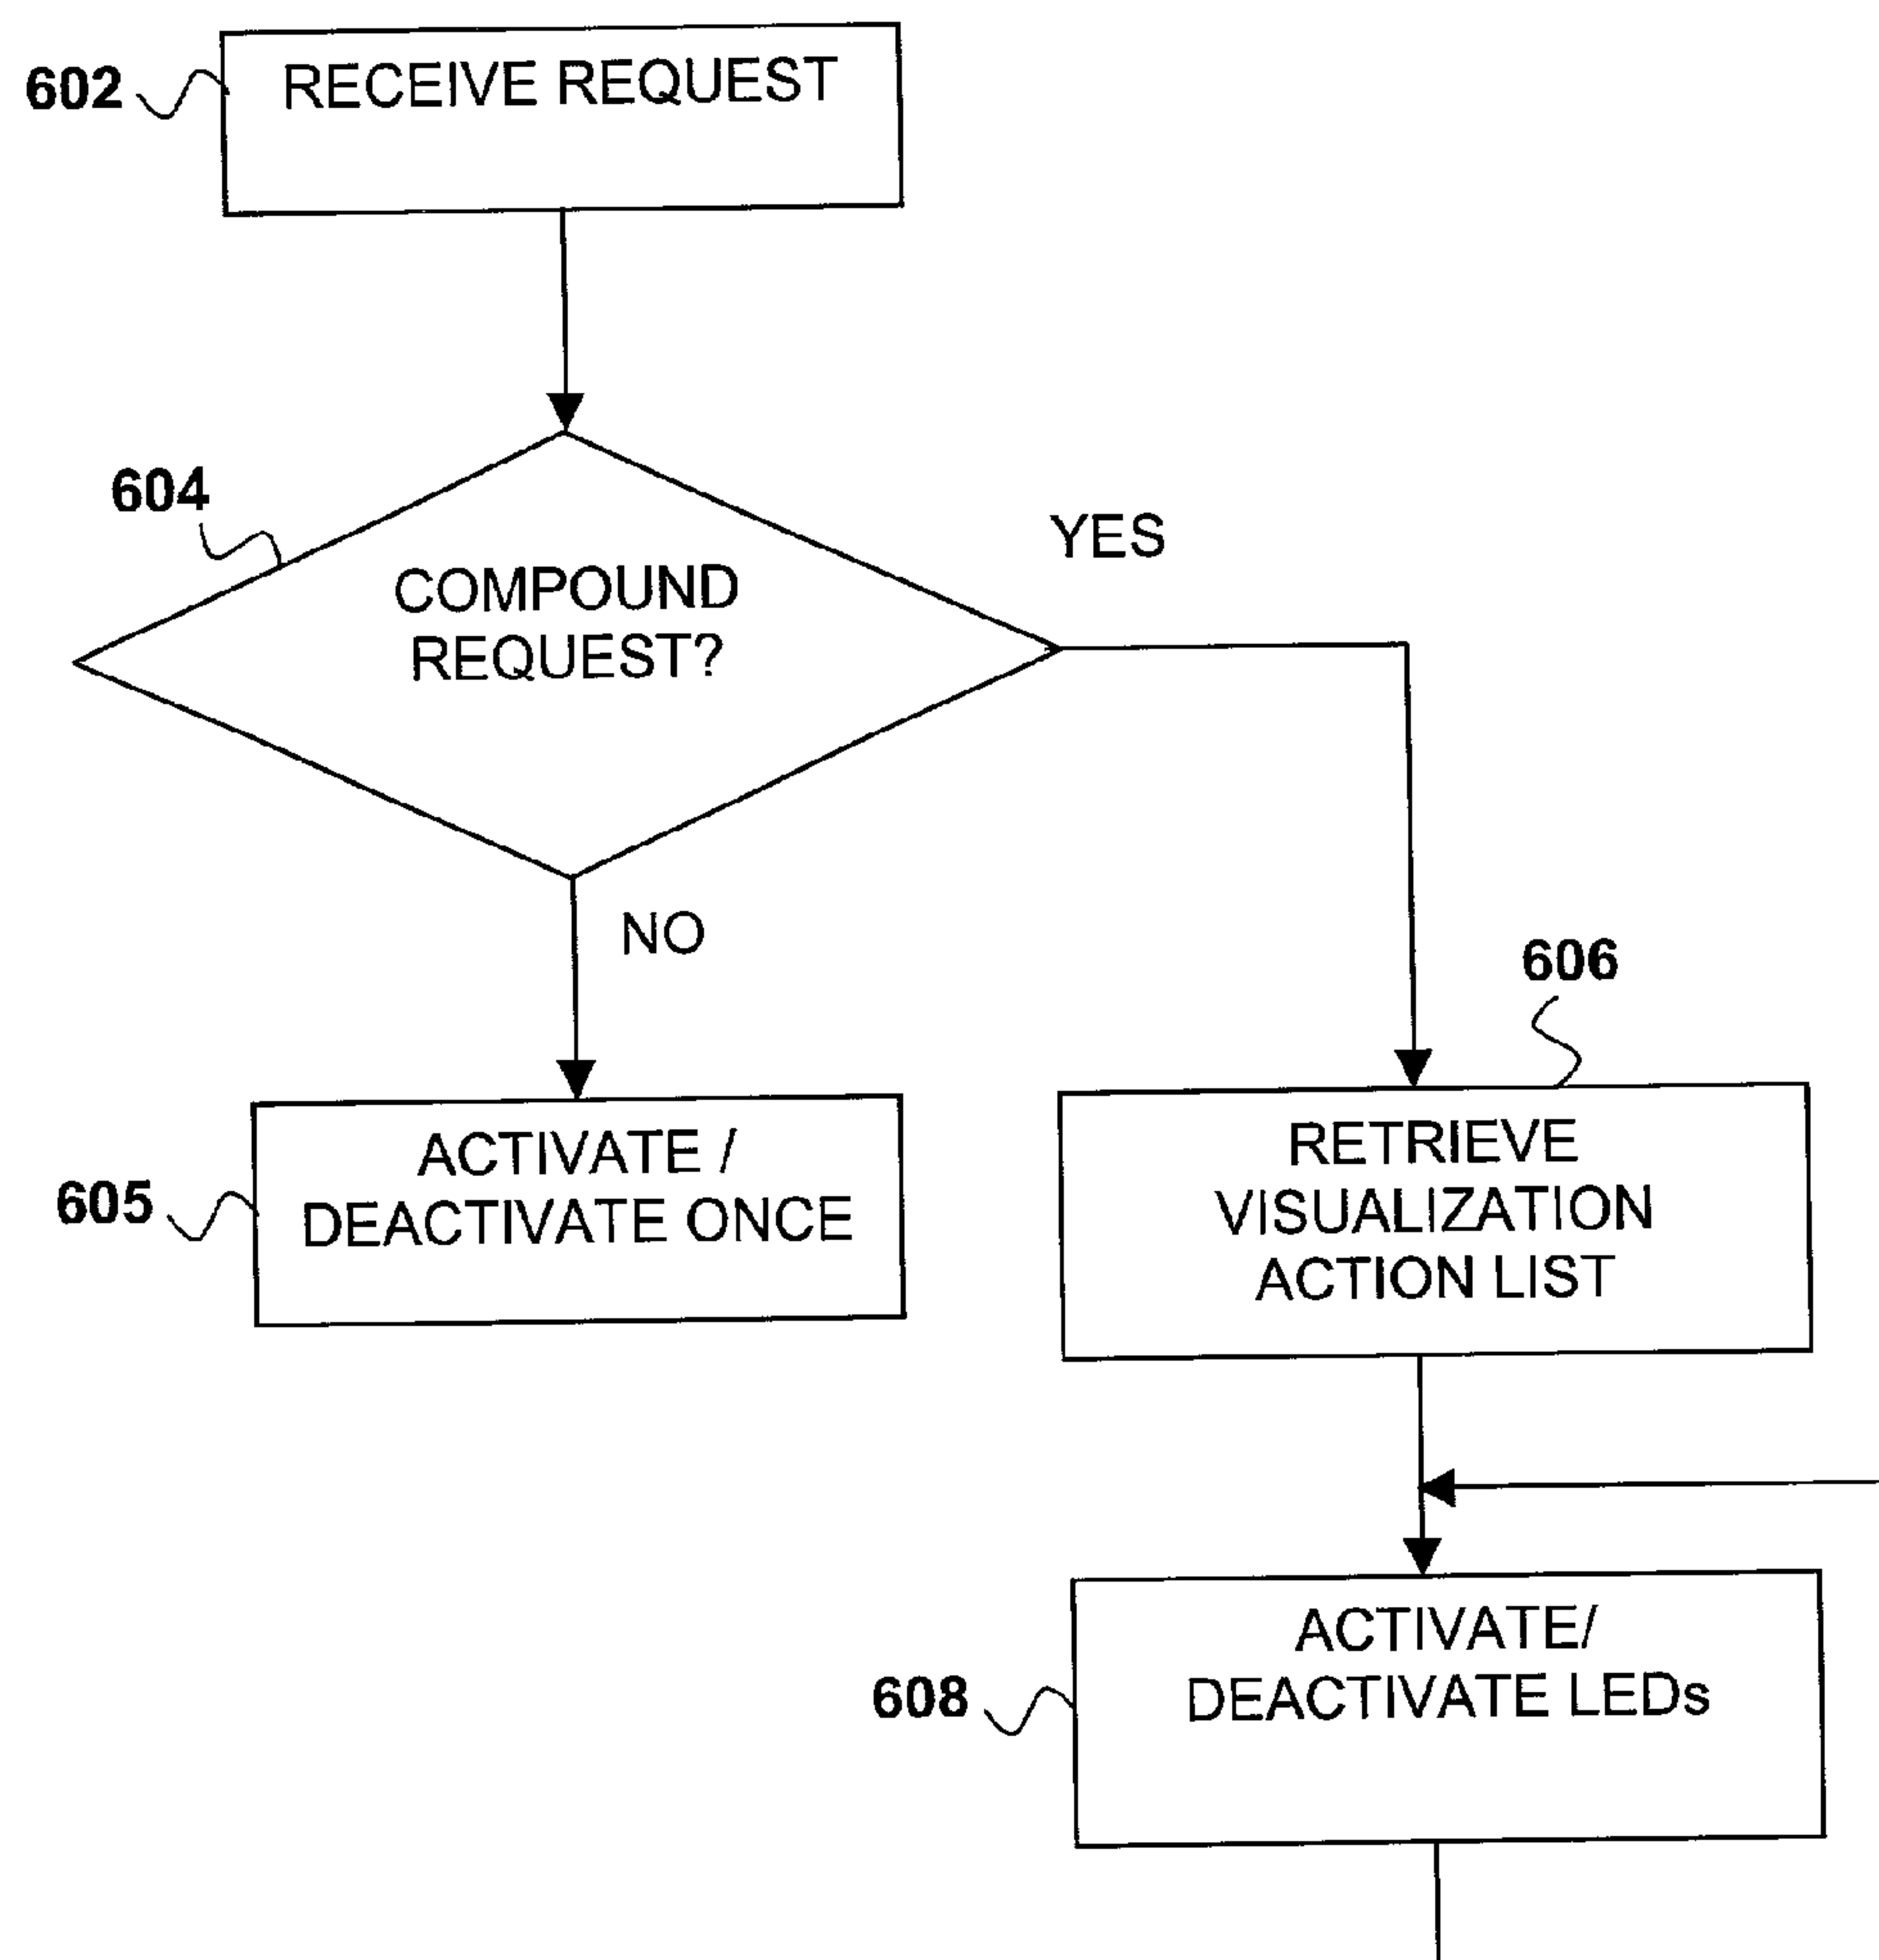 602
RECEIVE REQUEST
604
COMPOUND
REQUEST?
YES
NO
605
ACTIVATE /
DEACTIVATE ONCE
606
RETRIEVE
VISUALIZATION
ACTION LIST
608
ACTIVATE/
DEACTIVATE LEDs